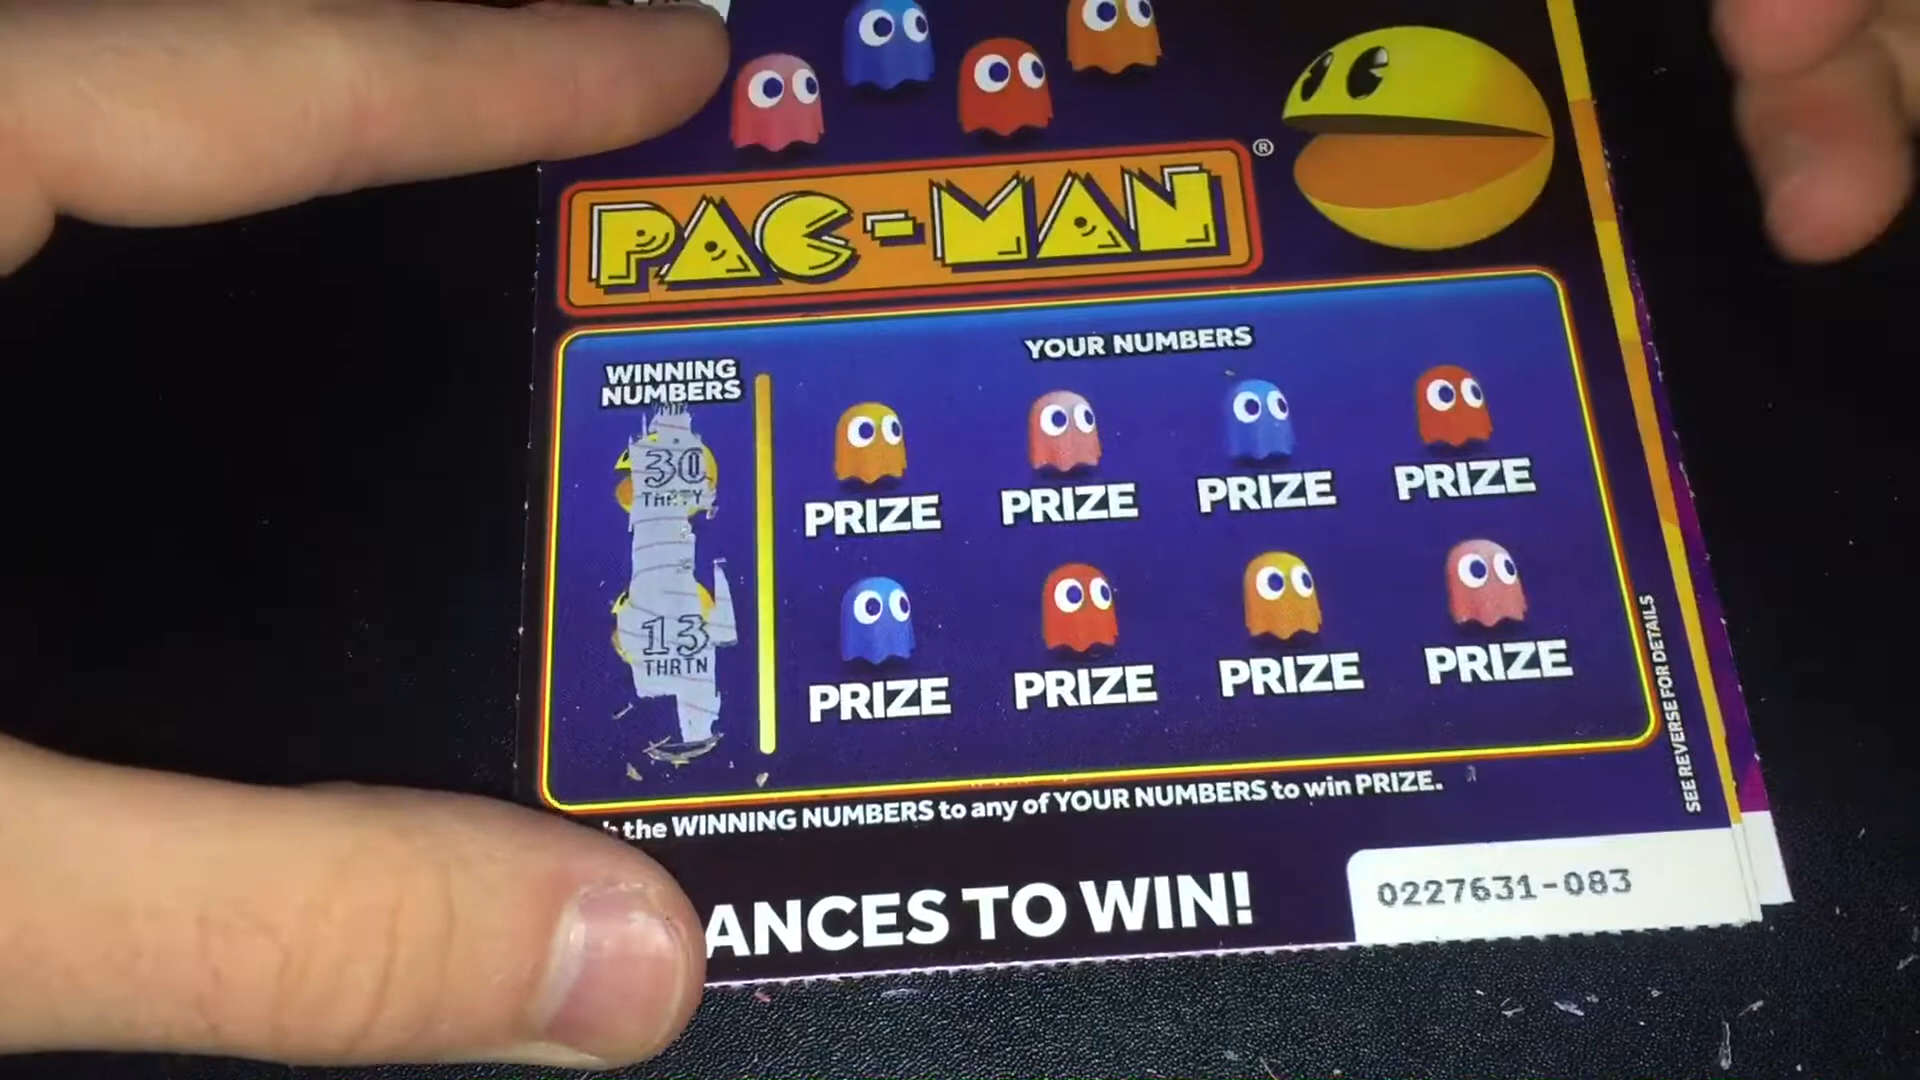 PAC-MAN®
YOUR NUMBERS
WINNING
NUMBERS
30
THRTY
13
THRTN
PRIZE PRIZE PRIZE PRIZE
PRIZE PRIZE PRIZE PRIZE
the WINNING NUMBERS to any of YOUR NUMBERS to win PRIZE.
ANCES TO WIN!
0227631-083
SEE REVERSE FOR DETAILS